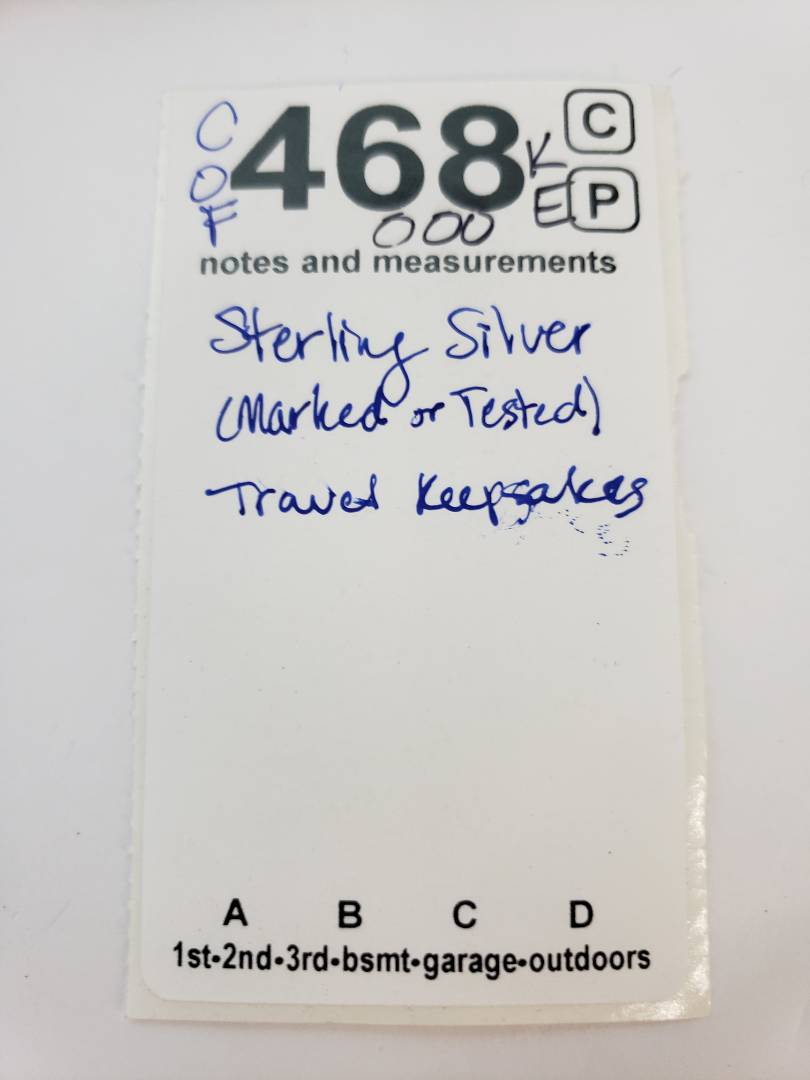 C O F 468 K C
000 E P
notes and measurements
Sterling Silver
(Marked or Tested)
Travel Keepsakes
A B C D
1st•2nd•3rd•bsmt•garage•outdoors